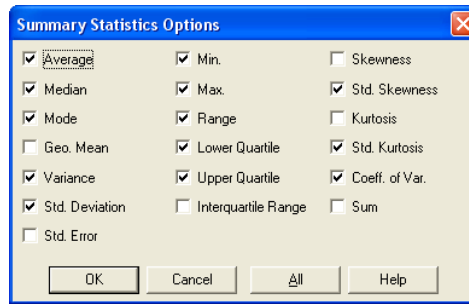 Summary Statistics Options
Average Min. Skewness
Median Max. Std. Skewness
Mode Range Kurtosis
Geo. Mean Lower Quartile Std. Kurtosis
Variance Upper Quartile Coeff. of Var.
Std. Deviation Interquartile Range Sum
Std. Error
OK Cancel All Help